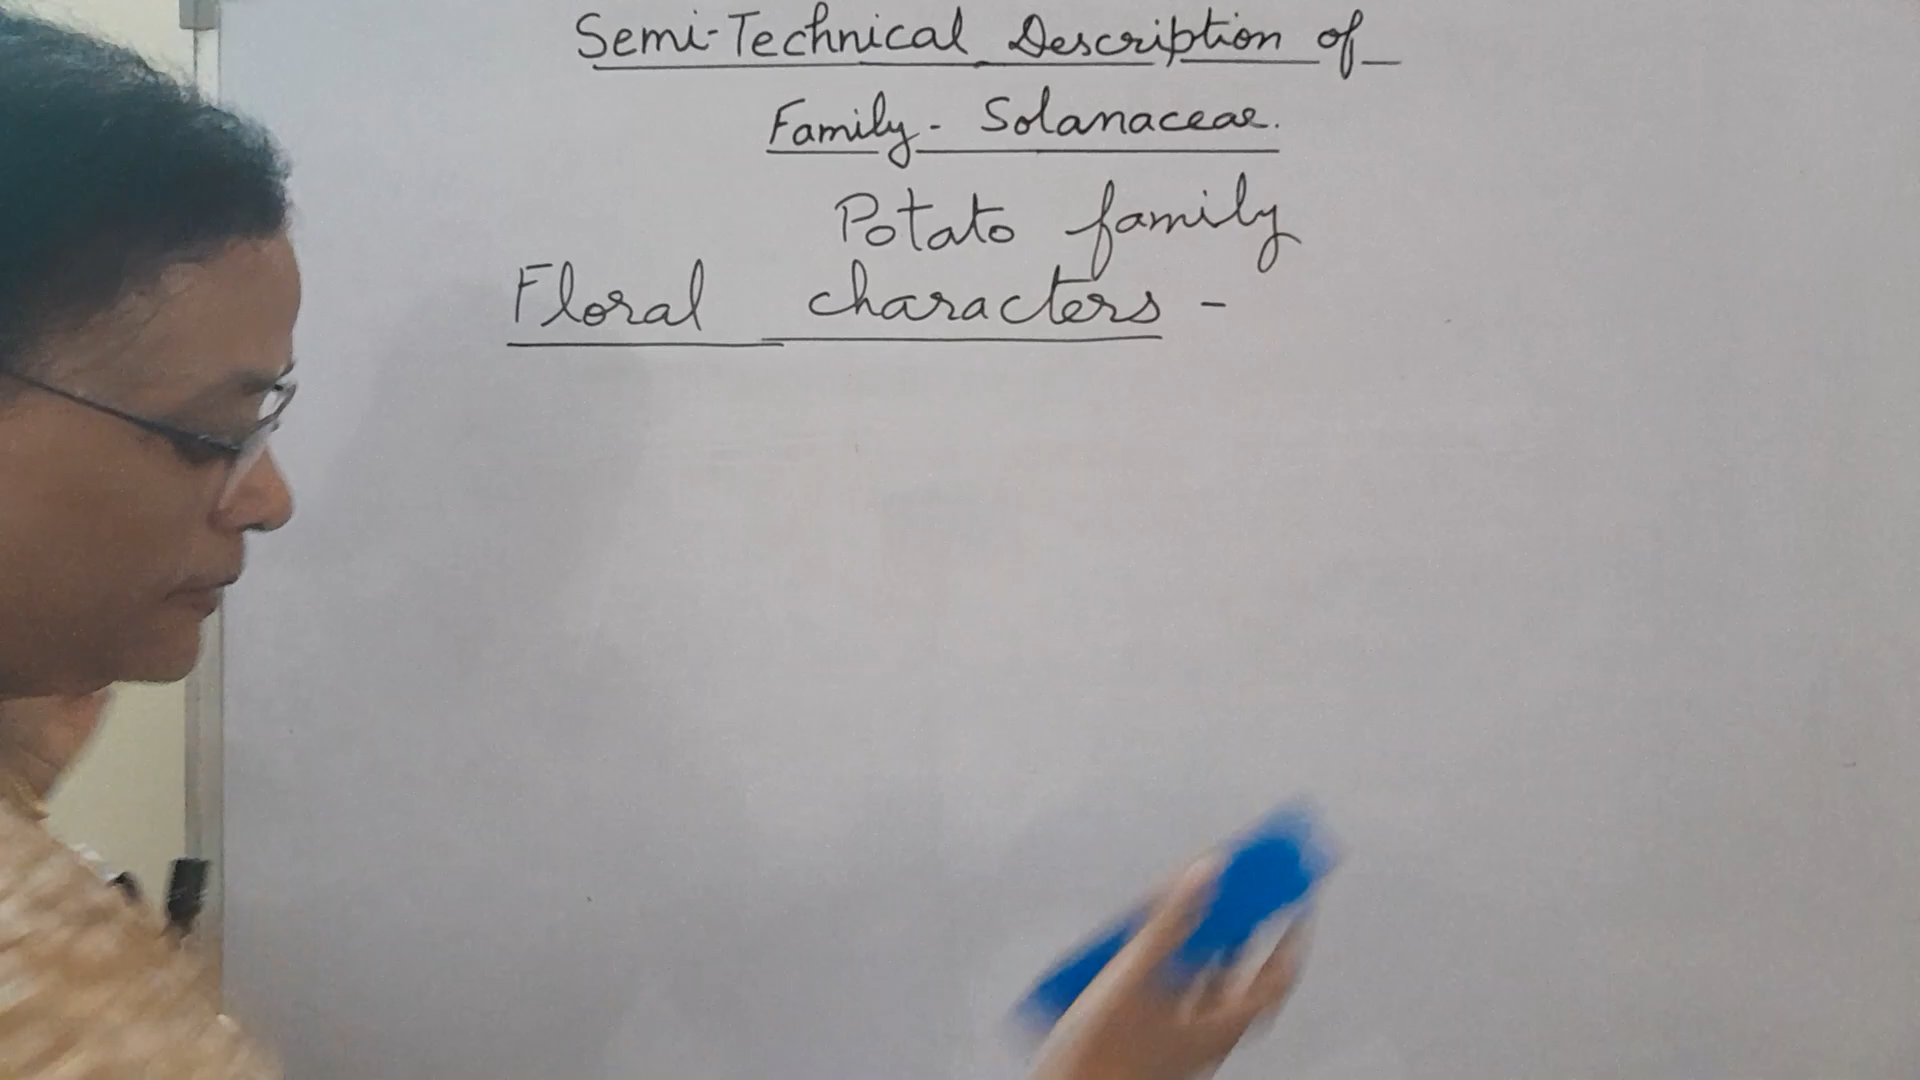 Semi-Technical Description of
Family - Solanaceae.
Potato family
Floral characters -